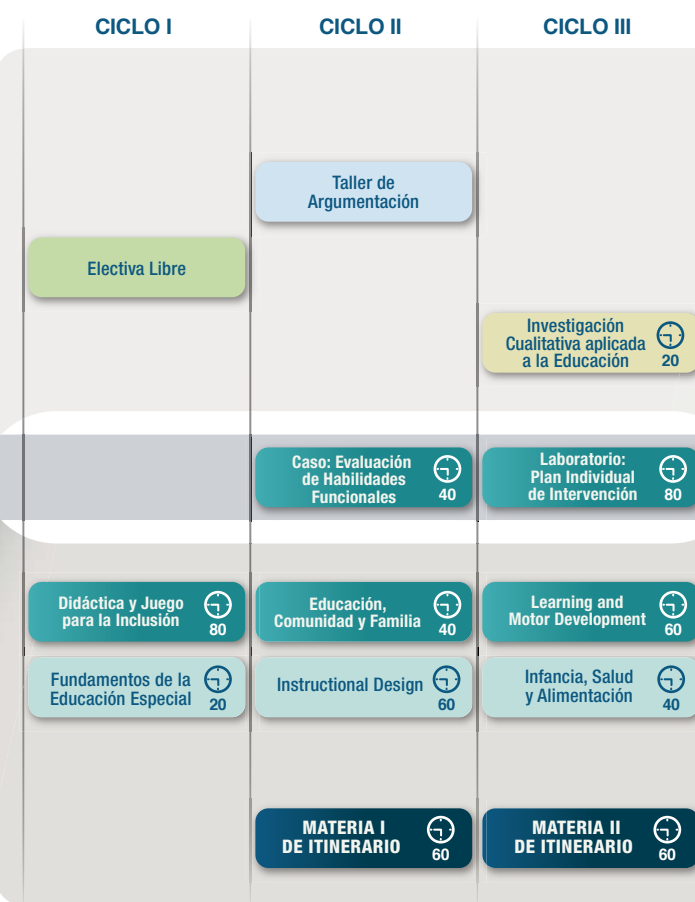 CICLO I
CICLO II
CICLO III
Taller de
Argumentación
Electiva Libre
Investigación
Cualitativa aplicada
a la Educación
20
Caso: Evaluación
de Habilidades
Funcionales
40
Laboratorio:
Plan Individual
de Intervención
80
Didáctica y Juego
para la Inclusión
80
Educación,
Comunidad y Familia
40
Learning and
Motor Development
60
Fundamentos de la
Educación Especial
20
Instructional Design
60
Infancia, Salud
y Alimentación
40
MATERIA I
DE ITINERARIO
60
MATERIA II
DE ITINERARIO
60